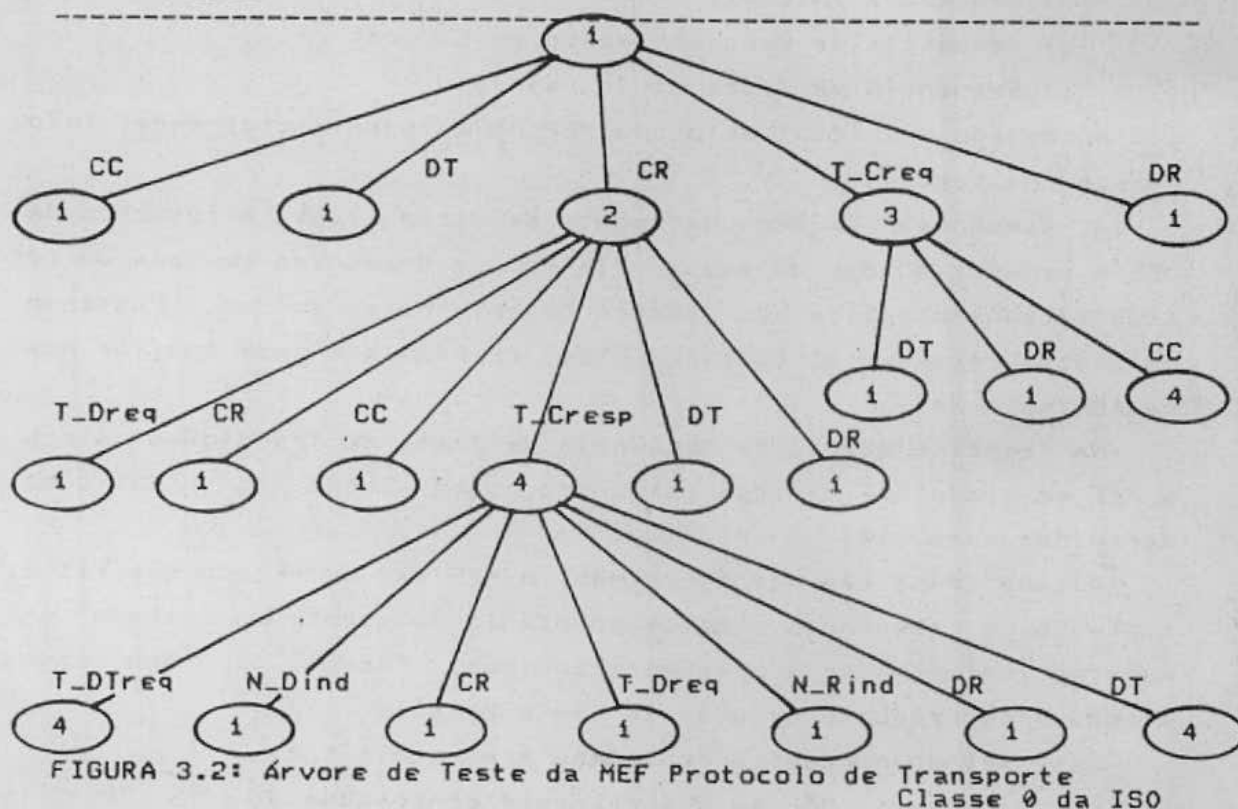 1
CC DT CR T_Creq DR
1 1 2 3 1
DT DR CC
1 1 4
T_Dreq CR CC T_Cresp DT DR
1 1 1 4 1 1
T_DTreq N_Dind CR T_Dreq N_Rind DR DT
4 1 1 1 1 1 4
FIGURA 3.2: Árvore de Teste da MEF Protocolo de Transporte
Classe 0 da ISO